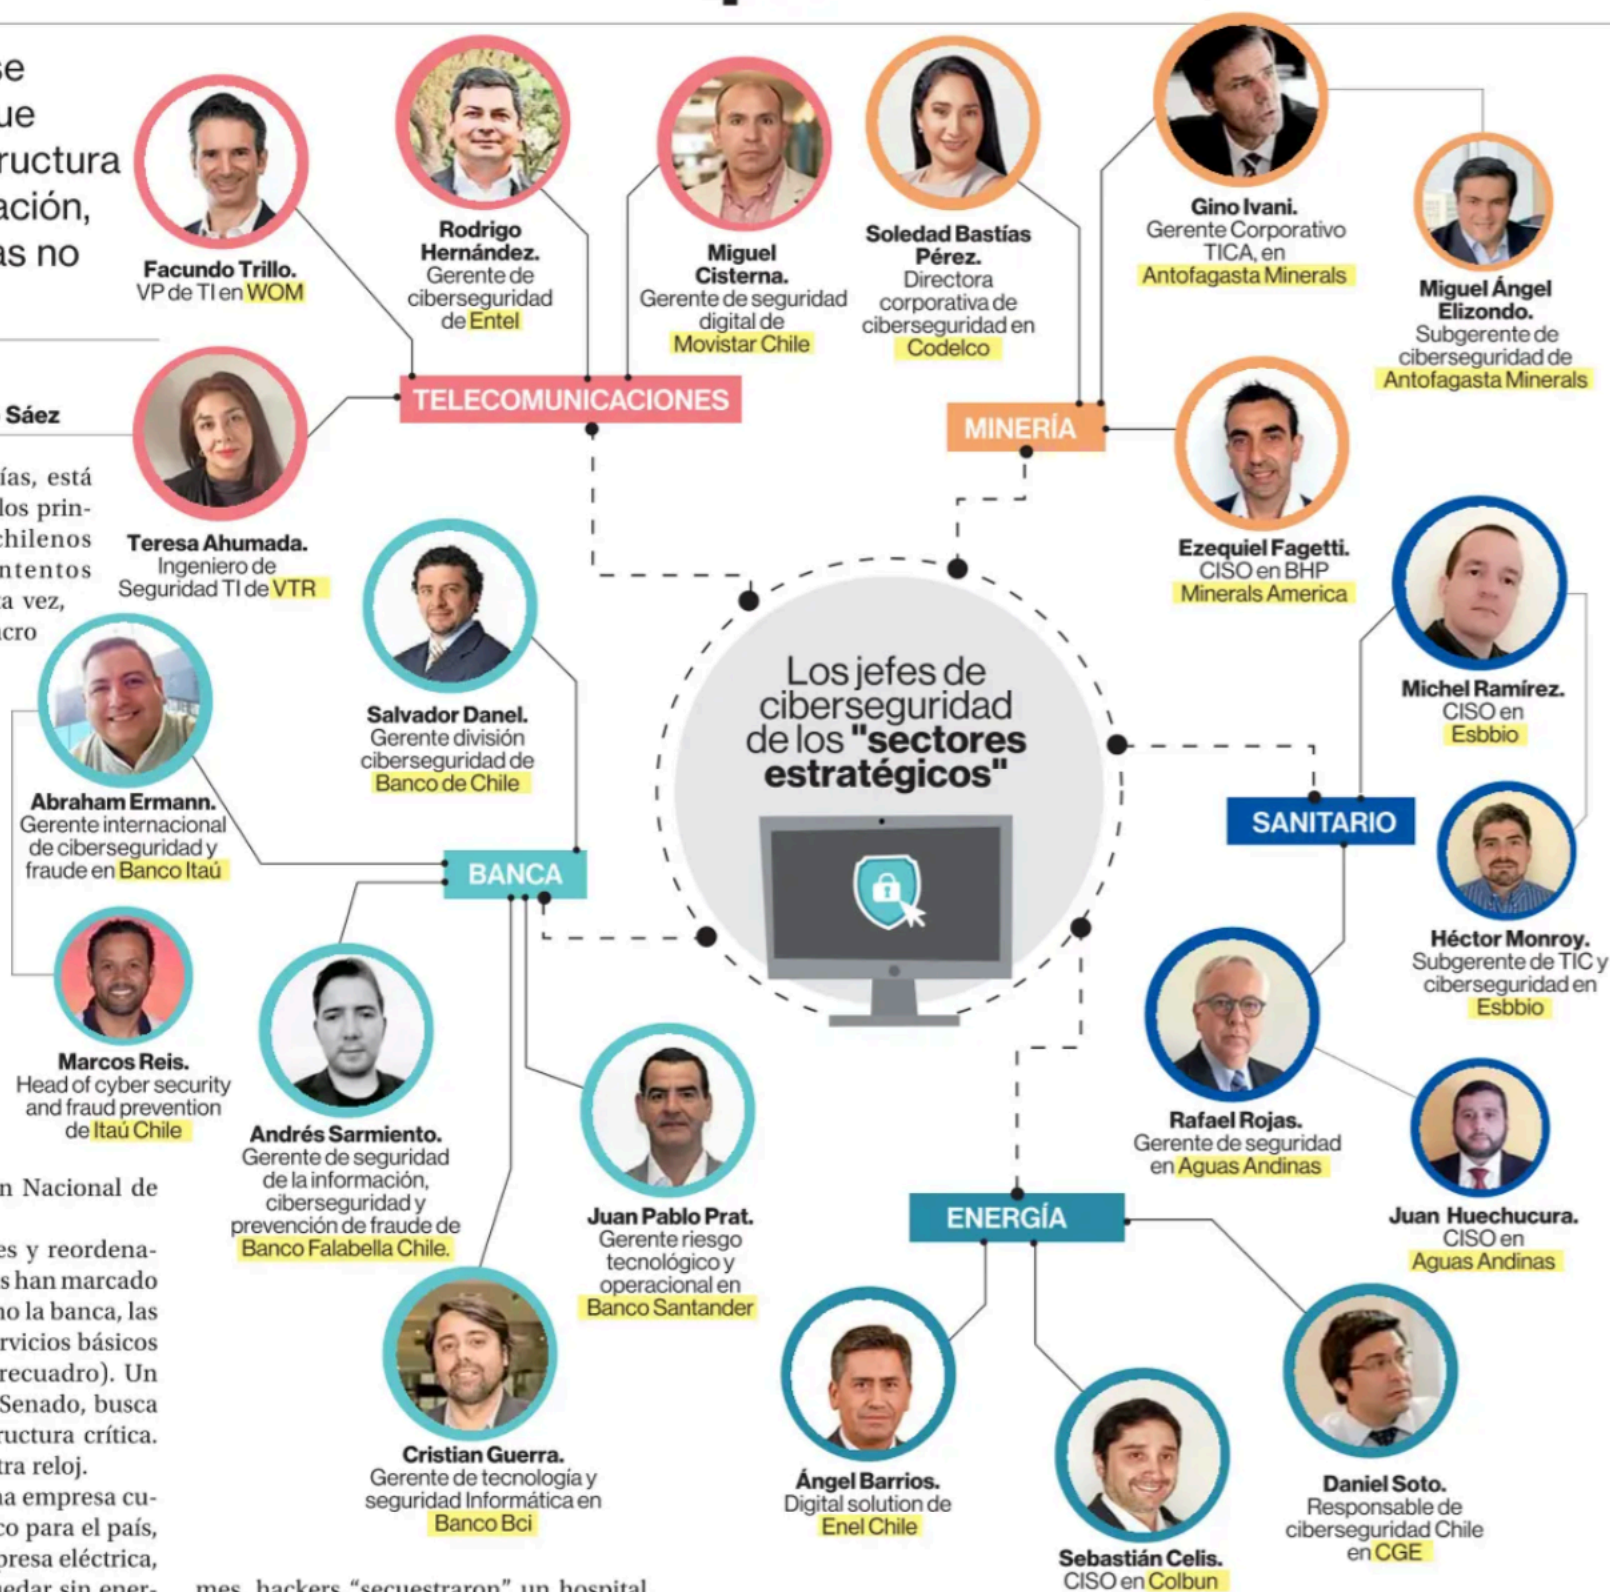 se
ue
ructura
ación,
as no
Sáez
ías, está
los prin-
chilenos
ntentos
ta vez,
cro
Facundo Trillo.
VP de TI en WOM
Rodrigo
Hernández.
Gerente de
ciberseguridad
de Entel
Miguel
Cisterna.
Gerente de seguridad
digital de
Movistar Chile
Soledad Bastías
Pérez.
Directora
corporativa de
ciberseguridad en
Codelco
Gino Ivani.
Gerente Corporativo
TICA, en
Antofagasta Minerals
Miguel Ángel
Elizondo.
Subgerente de
ciberseguridad de
Antofagasta Minerals
TELECOMUNICACIONES
MINERÍA
Teresa Ahumada.
Ingeniero de
Seguridad TI de VTR
Ezequiel Fagetti.
CISO en BHP
Minerals America
Salvador Danel.
Gerente división
ciberseguridad de
Banco de Chile
Los jefes de
ciberseguridad
de los "sectores
estratégicos"
Michel Ramírez.
CISO en
Esbbio
Abraham Ermann.
Gerente internacional
de ciberseguridad y
fraude en Banco Itaú
BANCA
SANITARIO
Héctor Monroy.
Subgerente de TIC y
ciberseguridad en
Esbbio
Marcos Reis.
Head of cyber security
and fraud prevention
de Itaú Chile
Andrés Sarmiento.
Gerente de seguridad
de la información,
ciberseguridad y
prevención de fraude de
Banco Falabella Chile.
Juan Pablo Prat.
Gerente riesgo
tecnológico y
operacional en
Banco Santander
Rafael Rojas.
Gerente de seguridad
en Aguas Andinas
Juan Huechucura.
CISO en
Aguas Andinas
ENERGÍA
Cristian Guerra.
Gerente de tecnología y
seguridad Informática en
Banco Bci
Ángel Barrios.
Digital solution de
Enel Chile
Sebastián Celis.
CISO en Colbun
Daniel Soto.
Responsable de
ciberseguridad Chile
en CGE
n Nacional de
es y reordena-
s han marcado
no la banca, las
ervicios básicos
recuadro). Un
Senado, busca
ructura crítica.
tra reloj.
na empresa cu-
co para el país,
presa eléctrica,
uedar sin ener-
mes, hackers "secuestraron" un hospital